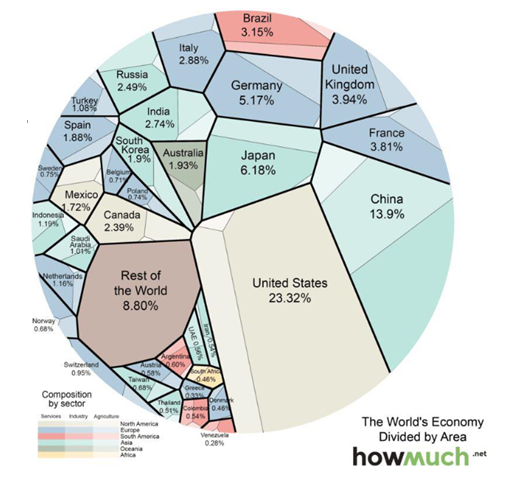 Brazil
3.15%
Italy
2.88%
United
Kingdom
3.94%
Russia
2.49%
Germany
5.17%
Turkey
1.08%
India
2.74%
Spain
1.88%
France
3.81%
South
Korea
1.9%
Australia
1.93%
Japan
6.18%
Sweden
0.75%
Belgium
0.71%
Poland
0.74%
Mexico
1.72%
China
13.9%
Canada
2.39%
Indonesia
1.19%
Saudi
Arabia
1.01%
Rest of
the World
8.80%
United States
23.32%
Netherlands
1.16%
Norway
0.68%
UAE 0.56%
Iran 0.54%
Switzerland
0.95%
Argentina
0.60%
Austria
0.58%
South Africa
0.46%
Taiwan
0.68%
Greece
0.33%
Denmark
0.46%
Thailand
0.51%
Colombia
0.54%
Venezuela
0.28%
Composition
by sector
Services Industry Agriculture
North America
Europe
South America
Asia
Oceania
Africa
The World's Economy
Divided by Area
howmuch.net